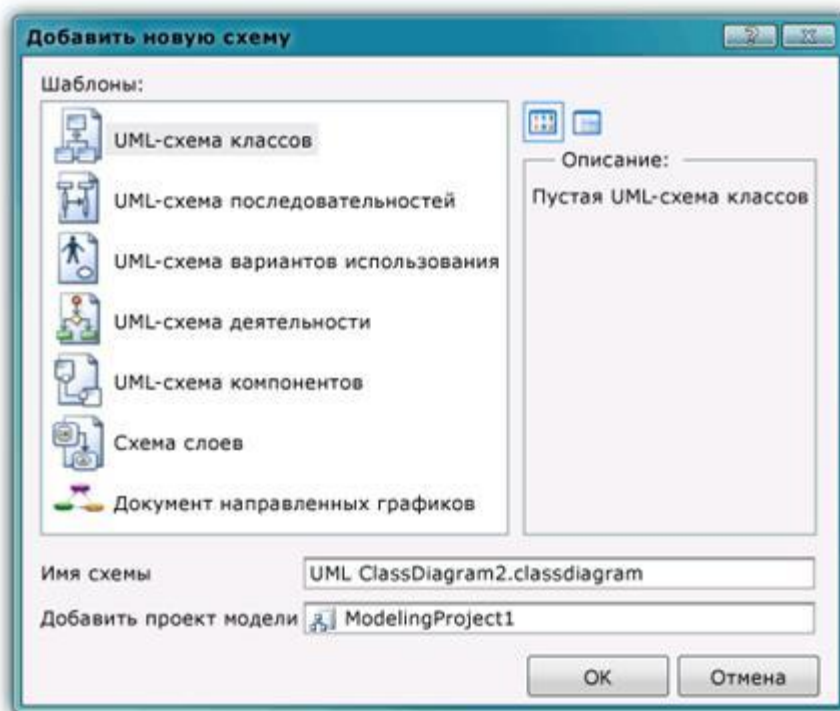 Добавить новую схему
Шаблоны:
UML-схема классов
UML-схема последовательностей
UML-схема вариантов использования
UML-схема деятельности
UML-схема компонентов
Схема слоев
Документ направленных графиков
Описание:
Пустая UML-схема классов
Имя схемы
UML ClassDiagram2.classdiagram
Добавить проект модели
ModelingProject1
OK
Отмена